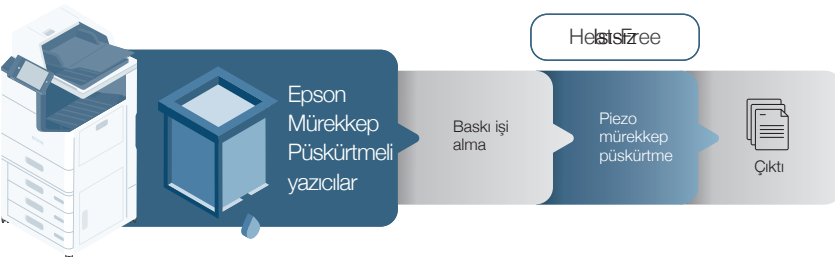 Epson
Mürekkep
Püskürtmeli
yazıcılar
Baskı işi
alma
Piezo
mürekkep
püskürtme
Çıktı